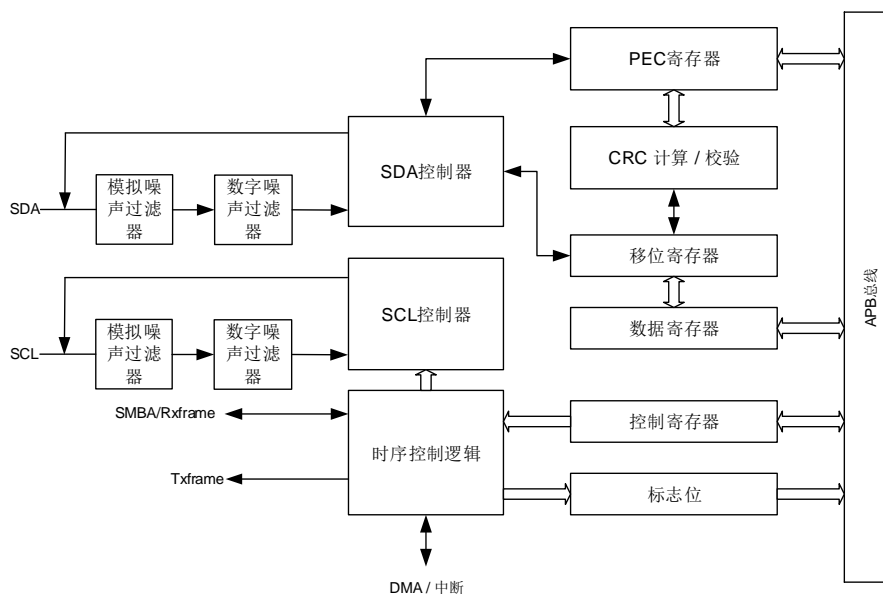 PEC寄存器
CRC 计算 / 校验
SDA控制器
模拟噪
声过滤
器
数字噪
声过滤
器
SDA
移位寄存器
SCL控制器
数据寄存器
APB总线
模拟噪
声过滤
器
数字噪
声过滤
器
SCL
SMBA/Rxframe
控制寄存器
时序控制逻辑
Txframe
标志位
DMA / 中断